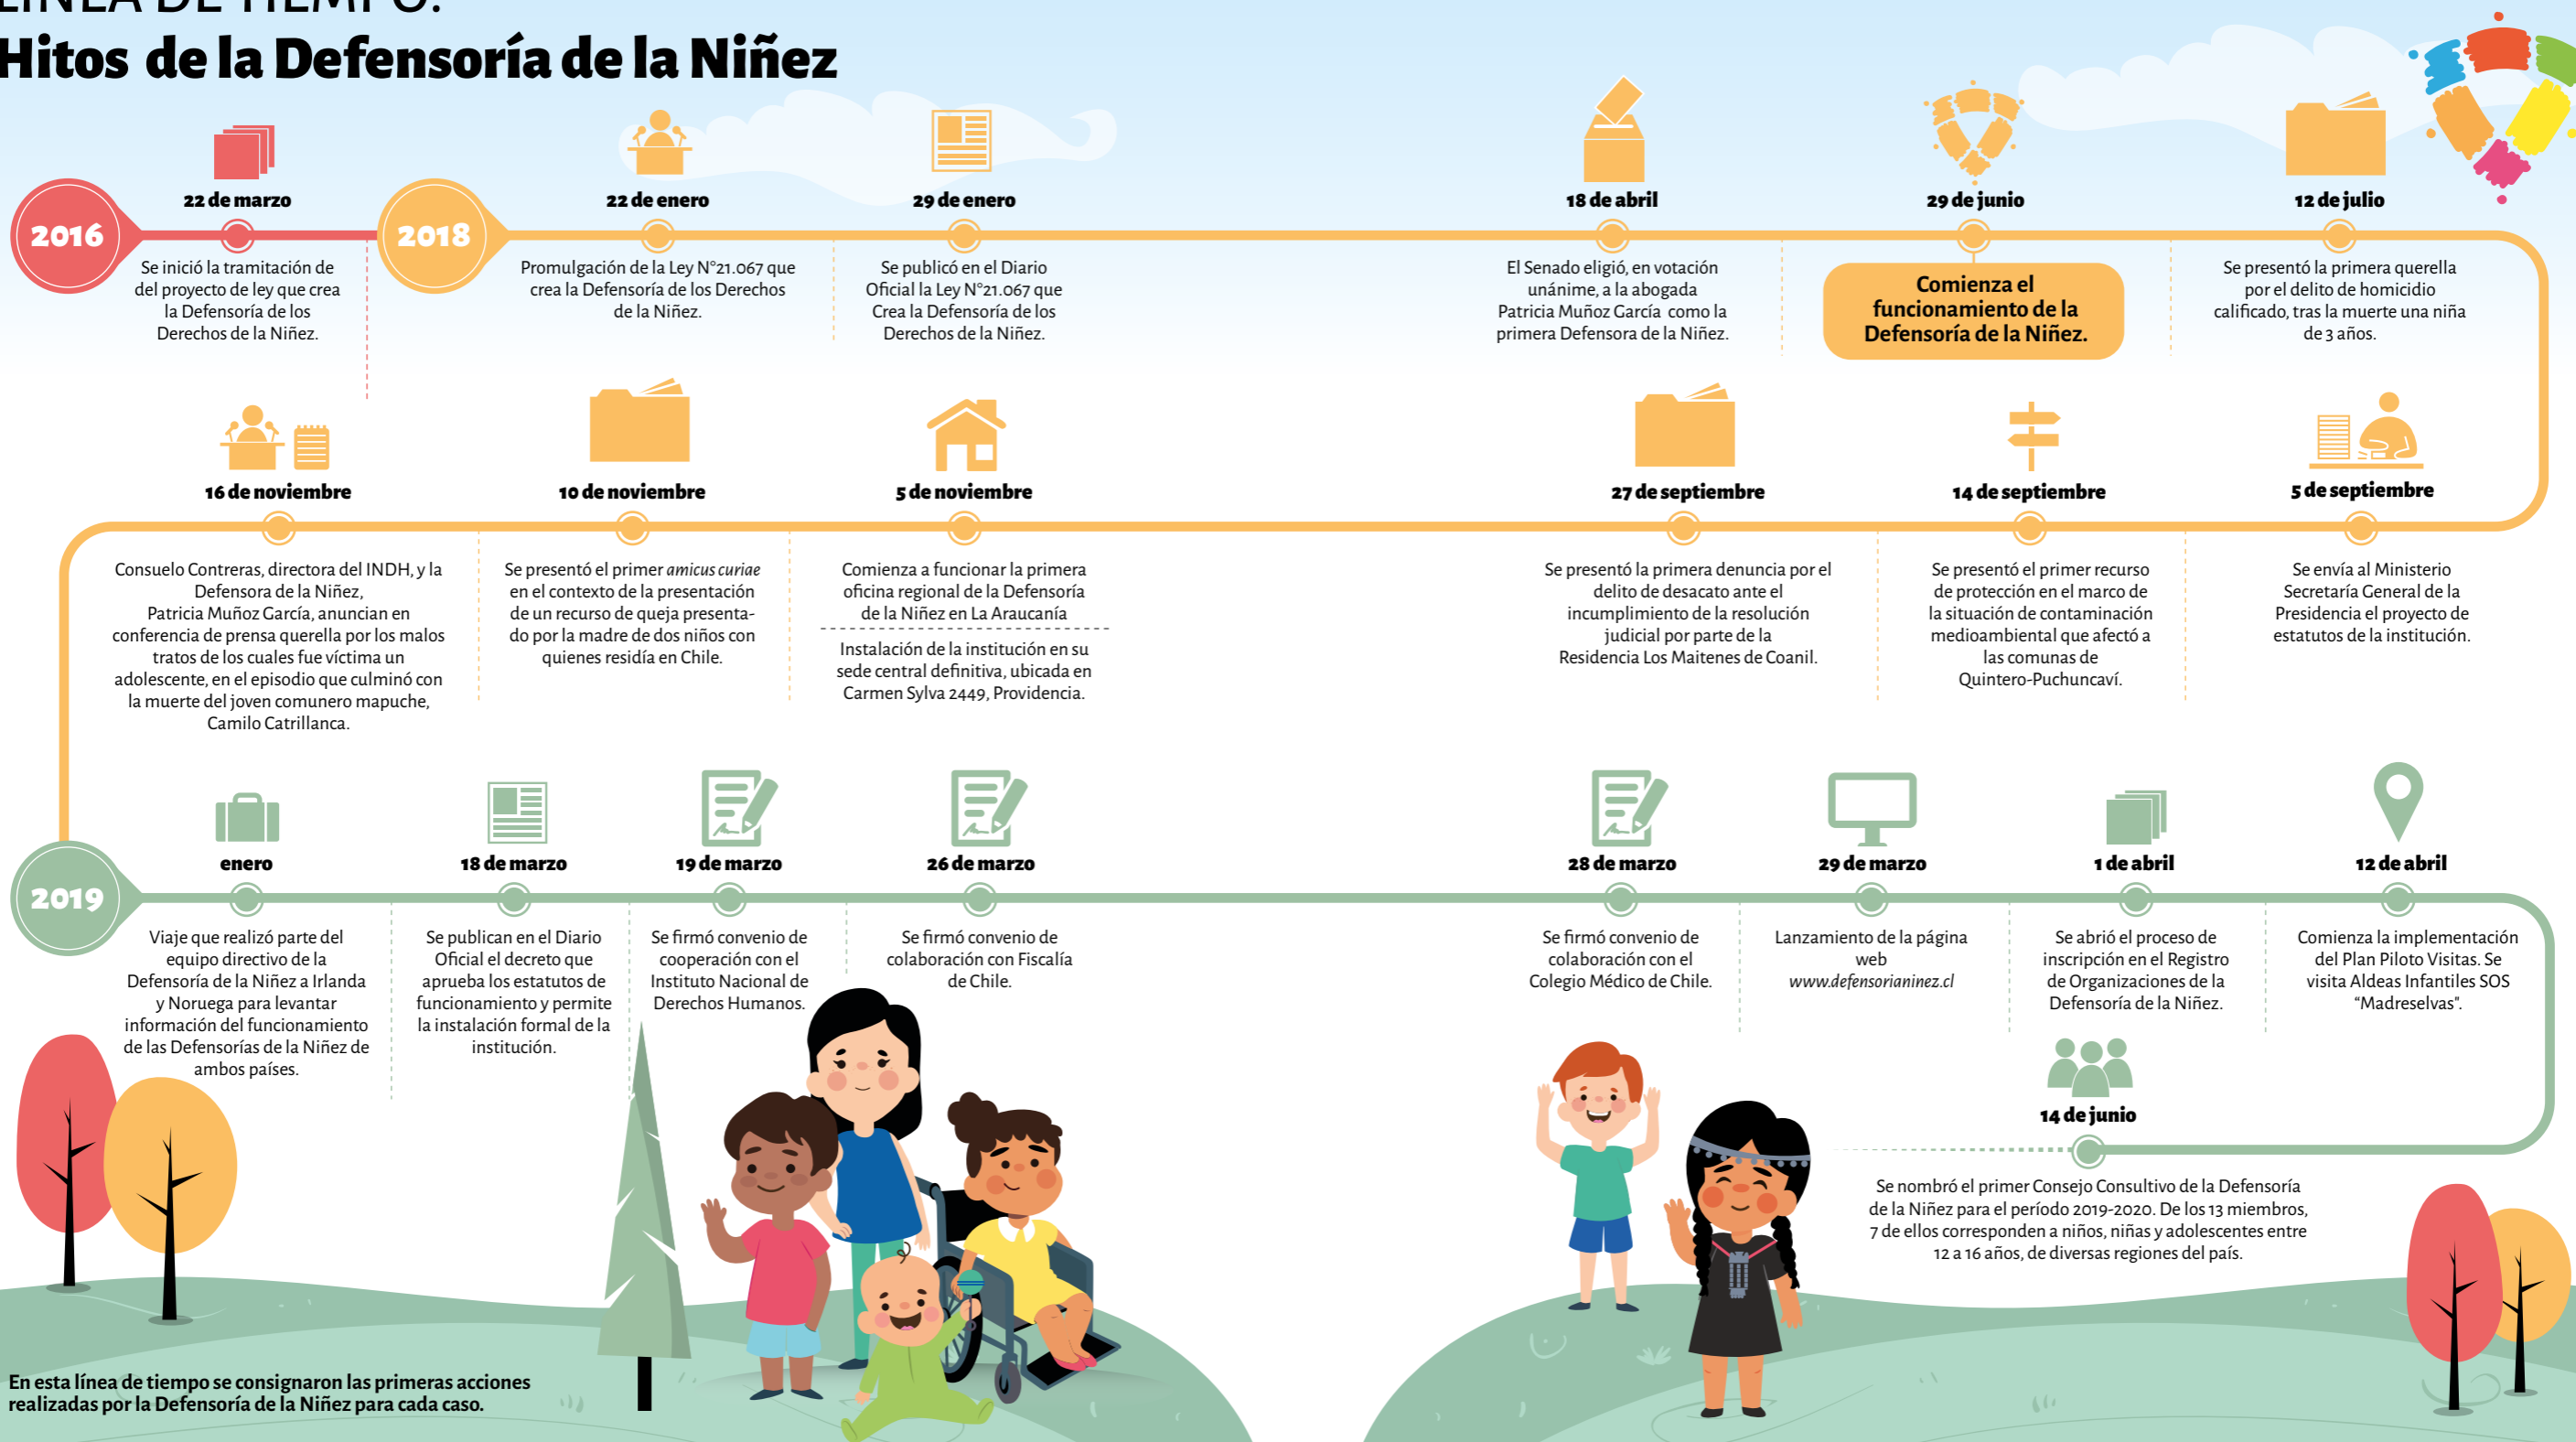 LÍNEA DE TIEMPO:
Hitos de la Defensoría de la Niñez
2016
22 de marzo
Se inició la tramitación de
del proyecto de ley que crea
la Defensoría de los
Derechos de la Niñez.
2018
22 de enero
Promulgación de la Ley N°21.067 que
crea la Defensoría de los Derechos
de la Niñez.
29 de enero
Se publicó en el Diario
Oficial la Ley N°21.067 que
Crea la Defensoría de los
Derechos de la Niñez.
18 de abril
El Senado eligió, en votación
unánime, a la abogada
Patricia Muñoz García como la
primera Defensora de la Niñez.
29 de junio
Comienza el
funcionamiento de la
Defensoría de la Niñez.
12 de julio
Se presentó la primera querella
por el delito de homicidio
calificado, tras la muerte una niña
de 3 años.
5 de septiembre
Se envía al Ministerio
Secretaría General de la
Presidencia el proyecto de
estatutos de la institución.
14 de septiembre
Se presentó el primer recurso
de protección en el marco de
la situación de contaminación
medioambiental que afectó a
las comunas de
Quintero-Puchuncaví.
27 de septiembre
Se presentó la primera denuncia por el
delito de desacato ante el
incumplimiento de la resolución
judicial por parte de la
Residencia Los Maitenes de Coanil.
5 de noviembre
Comienza a funcionar la primera
oficina regional de la Defensoría
de la Niñez en La Araucanía
Instalación de la institución en su
sede central definitiva, ubicada en
Carmen Sylva 2449, Providencia.
10 de noviembre
Se presentó el primer amicus curiae
en el contexto de la presentación
de un recurso de queja presenta-
do por la madre de dos niños con
quienes residía en Chile.
16 de noviembre
Consuelo Contreras, directora del INDH, y la
Defensora de la Niñez,
Patricia Muñoz García, anuncian en
conferencia de prensa querella por los malos
tratos de los cuales fue víctima un
adolescente, en el episodio que culminó con
la muerte del joven comunero mapuche,
Camilo Catrillanca.
2019
enero
Viaje que realizó parte del
equipo directivo de la
Defensoría de la Niñez a Irlanda
y Noruega para levantar
información del funcionamiento
de las Defensorías de la Niñez de
ambos países.
18 de marzo
Se publican en el Diario
Oficial el decreto que
aprueba los estatutos de
funcionamiento y permite
la instalación formal de la
institución.
19 de marzo
Se firmó convenio de
cooperación con el
Instituto Nacional de
Derechos Humanos.
26 de marzo
Se firmó convenio de
colaboración con Fiscalía
de Chile.
28 de marzo
Se firmó convenio de
colaboración con el
Colegio Médico de Chile.
29 de marzo
Lanzamiento de la página
web
www.defensorianinez.cl
1 de abril
Se abrió el proceso de
inscripción en el Registro
de Organizaciones de la
Defensoría de la Niñez.
12 de abril
Comienza la implementación
del Plan Piloto Visitas. Se
visita Aldeas Infantiles SOS
“Madreselvas”.
14 de junio
Se nombró el primer Consejo Consultivo de la Defensoría
de la Niñez para el período 2019-2020. De los 13 miembros,
7 de ellos corresponden a niños, niñas y adolescentes entre
12 a 16 años, de diversas regiones del país.
En esta línea de tiempo se consignaron las primeras acciones
realizadas por la Defensoría de la Niñez para cada caso.